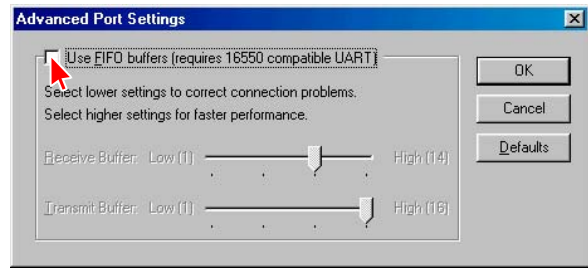 Advanced Port Settings
Use FIFO buffers (requires 16550 compatible UART)
Select lower settings to correct connection problems.
Select higher settings for faster performance.
Receive Buffer: Low (1) High (14)
Transmit Buffer: Low (1) High (16)
OK
Cancel
Defaults